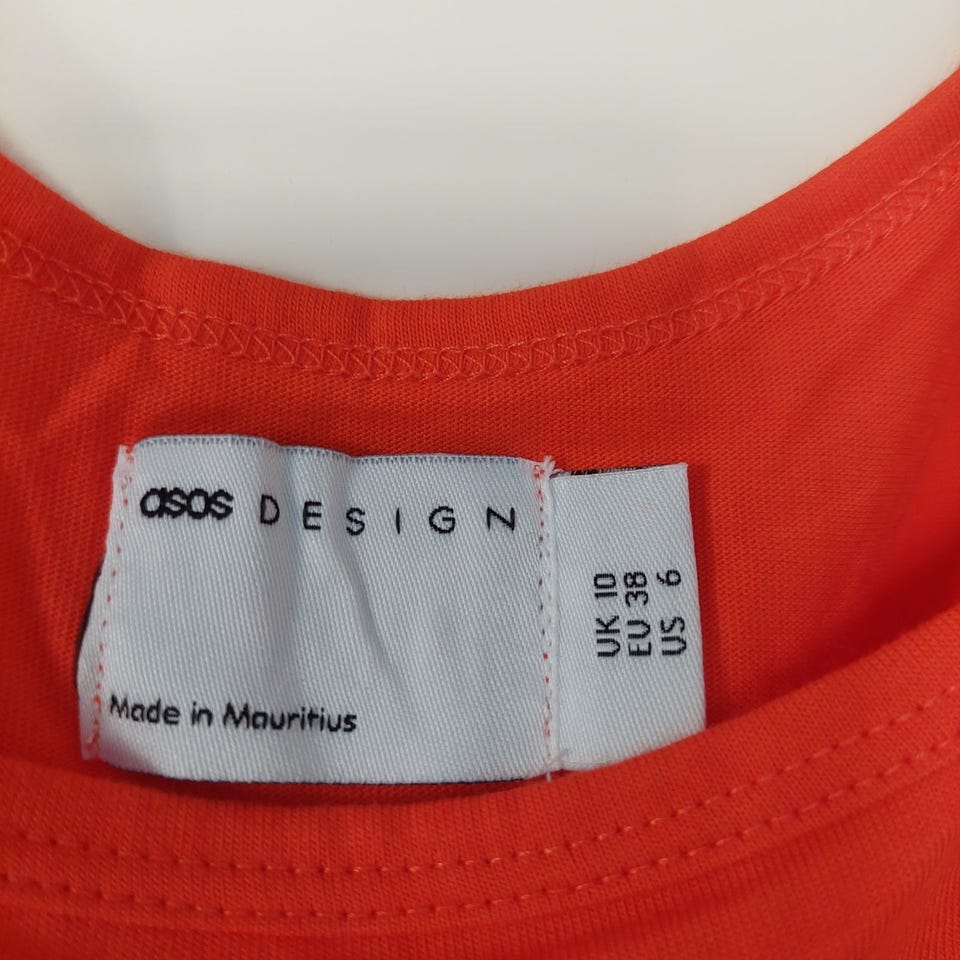 asos DESIGN
Made in Mauritius
UK 10
EU 38
US 6